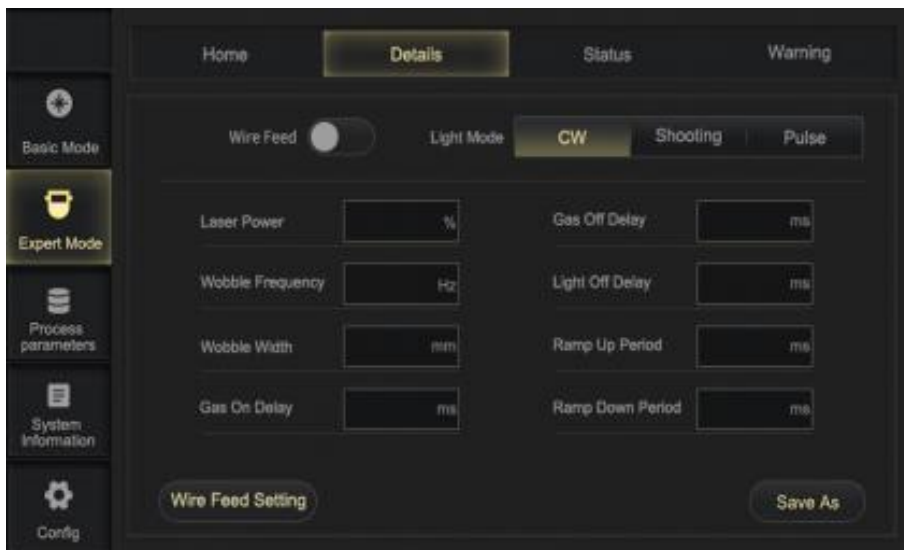 Home
Details
Status
Warning
Basic Mode
Expert Mode
Process
parameters
System
Information
Config
Wire Feed
Light Mode
CW
Shooting
Pulse
Laser Power
%
Gas Off Delay
ms
Wobble Frequency
Hz
Light Off Delay
ms
Wobble Width
mm
Ramp Up Period
ms
Gas On Delay
ms
Ramp Down Period
ms
Wire Feed Setting
Save As